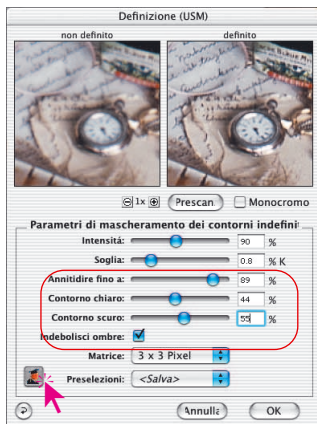 Definizione (USM)
non definito definito
1x Prescan Monocromo
Parametri di mascheramento dei contorni indefinit
Intensità: 90 %
Soglia: 0.8 % K
Annitidire fino a: 89 %
Contorno chiaro: 44 %
Contorno scuro: 55 %
Indebolisci ombre:
Matrice: 3 x 3 Pixel
Preselezioni: <Salva>
Annulla OK